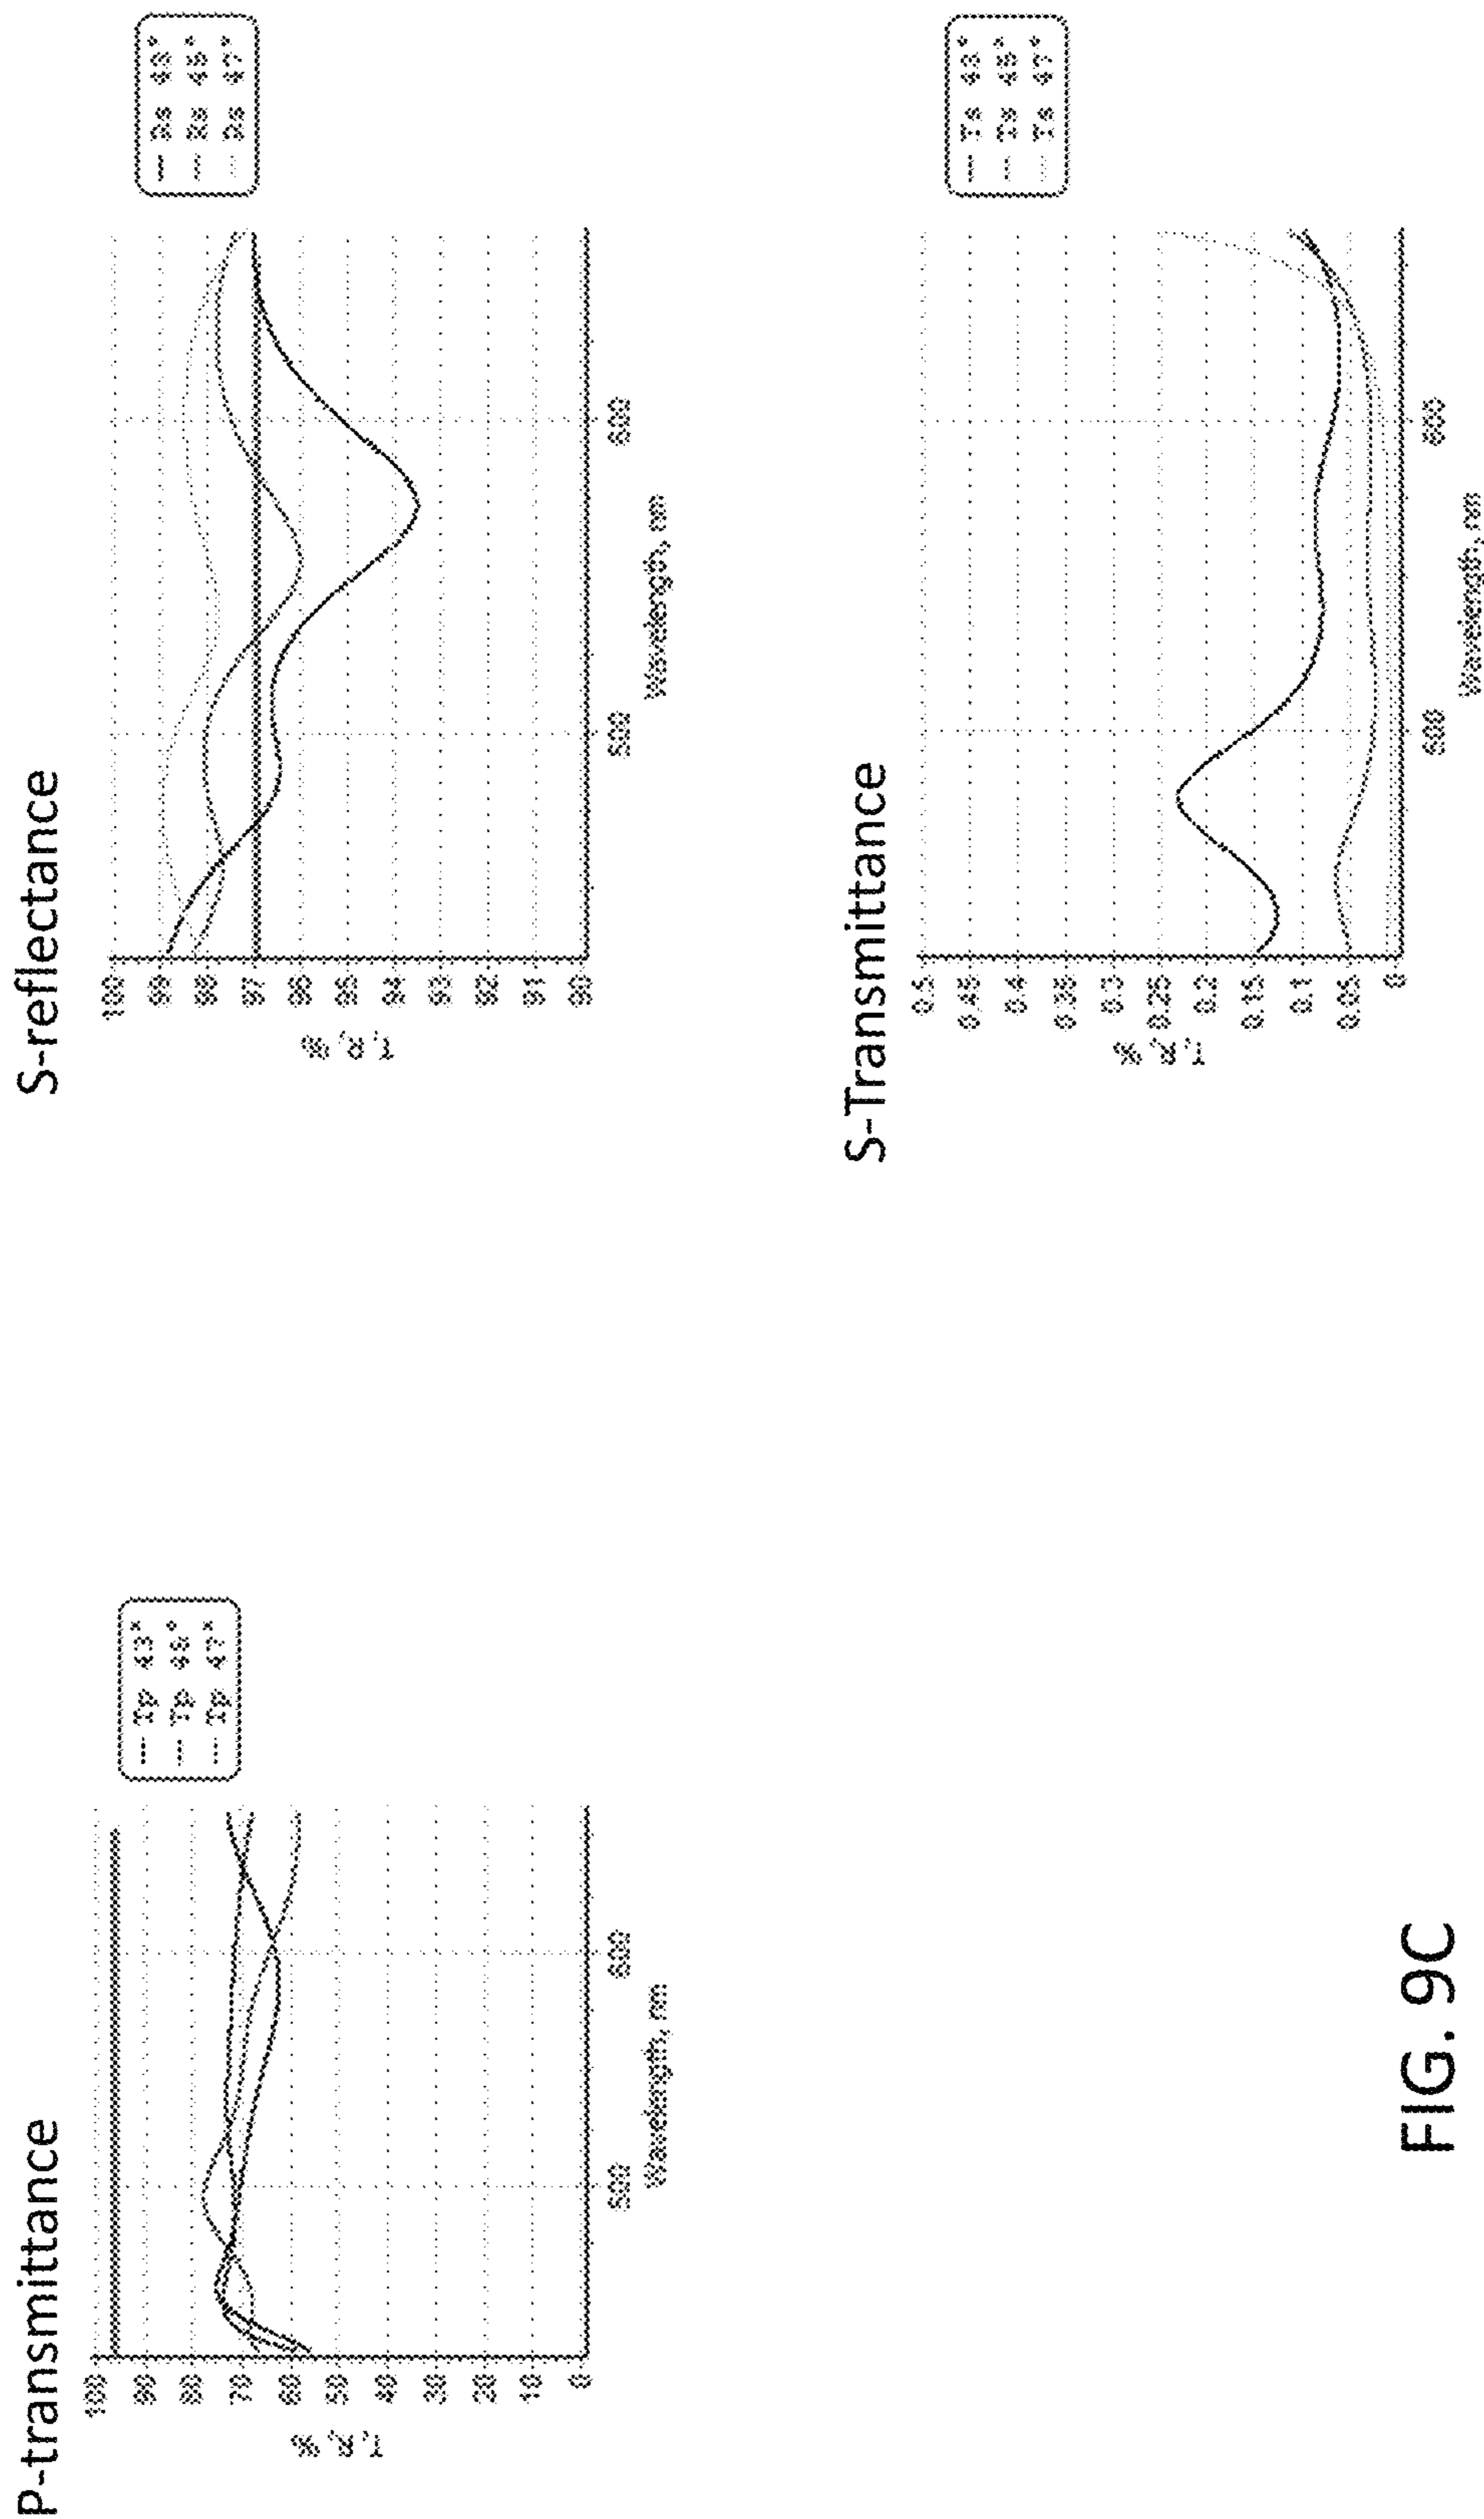 P-transmittance
100
90
80
70
60
50
40
30
20
10
0
T,R, %
500
600
Wavelength, nm
Tp 43°
Tp 45°
Tp 47°
S-reflectance
100
99
98
97
96
95
94
93
92
91
90
T,R, %
500
600
Wavelength, nm
Rs 43°
Rs 45°
Rs 47°
S-Transmittance
0.5
0.45
0.4
0.35
0.3
0.25
0.2
0.15
0.1
0.05
0
T,R, %
500
600
Wavelength, nm
Ts 43°
Ts 45°
Ts 47°
FIG. 9C